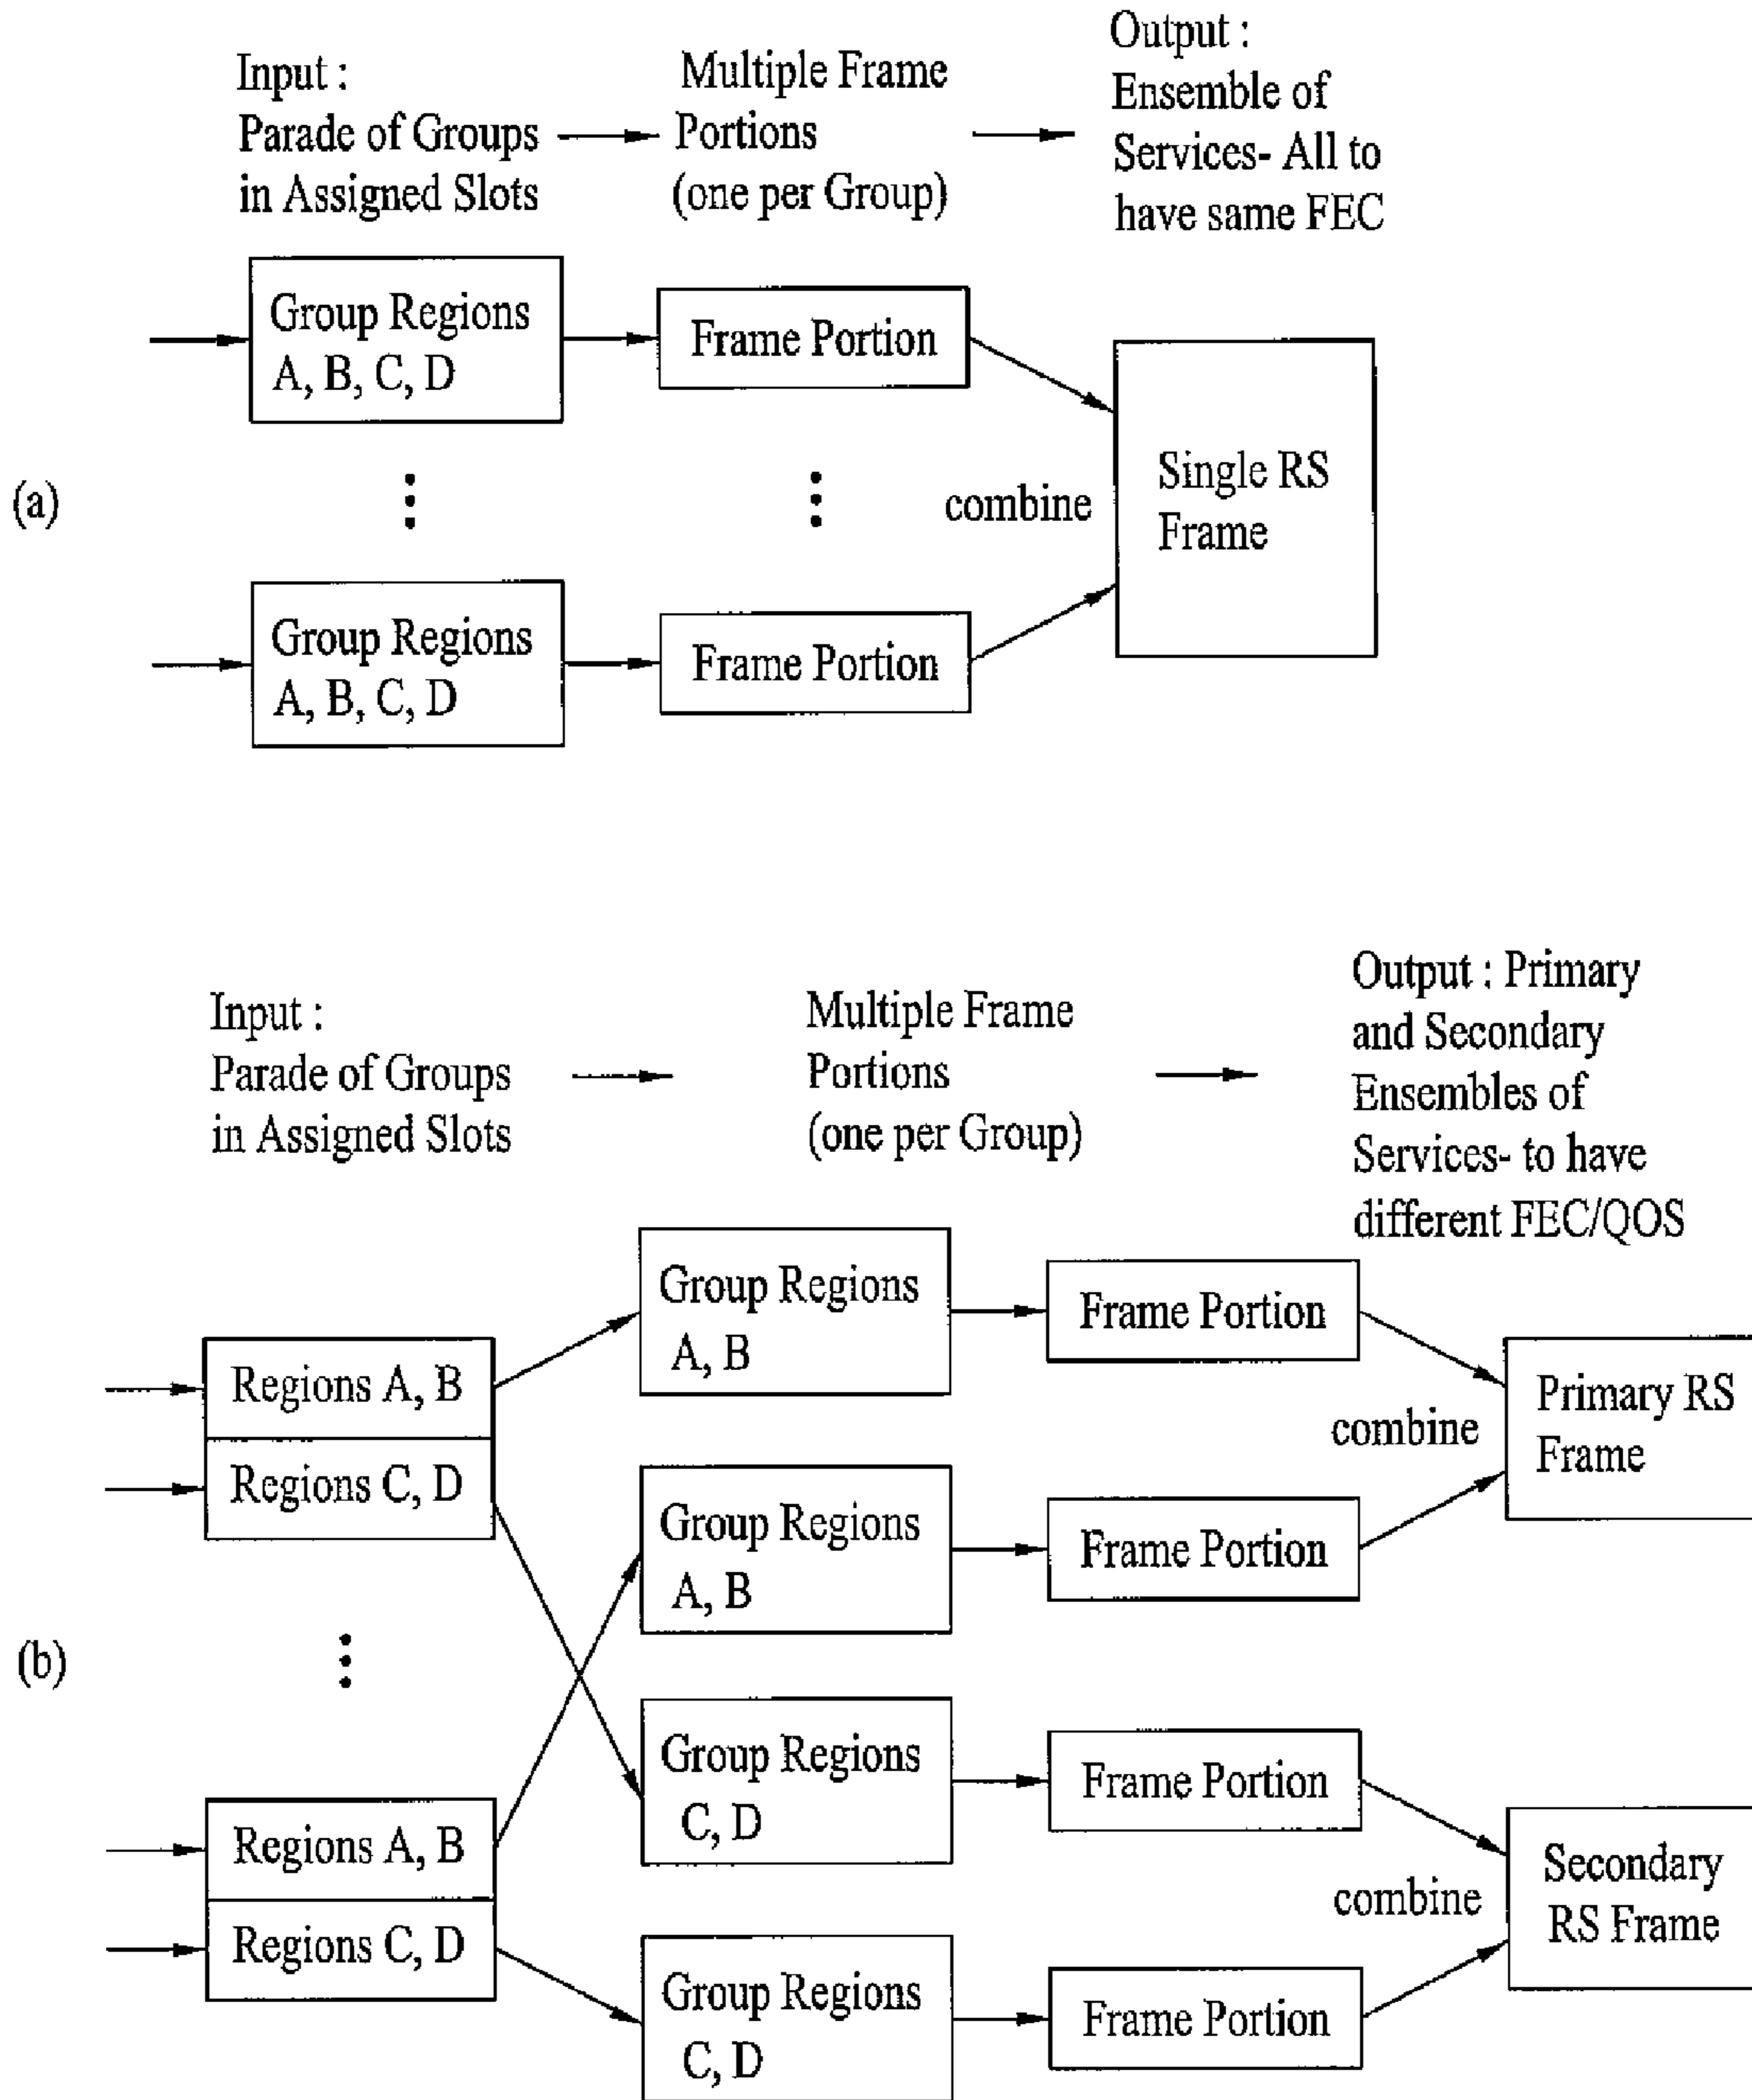 Input :
Parade of Groups
in Assigned Slots
Multiple Frame
Portions
(one per Group)
Output :
Ensemble of
Services- All to
have same FEC
(a)
Group Regions
A, B, C, D
Frame Portion
Group Regions
A, B, C, D
Frame Portion
combine
Single RS
Frame
Input :
Parade of Groups
in Assigned Slots
Multiple Frame
Portions
(one per Group)
Output : Primary
and Secondary
Ensembles of
Services- to have
different FEC/QOS
(b)
Regions A, B
Regions C, D
Regions A, B
Regions C, D
Group Regions
A, B
Frame Portion
Group Regions
A, B
Frame Portion
combine
Primary RS
Frame
Group Regions
C, D
Frame Portion
Group Regions
C, D
Frame Portion
combine
Secondary
RS Frame